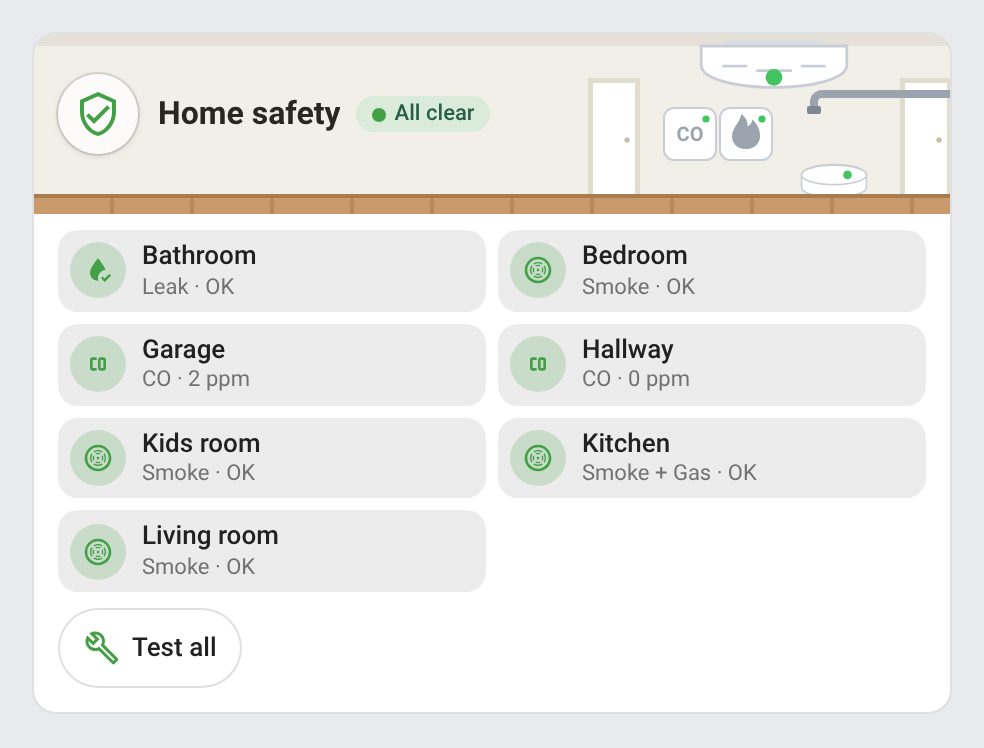 Home safety
All clear
CO
Bathroom
Leak · OK
Bedroom
Smoke · OK
CO
Garage
CO · 2 ppm
CO
Hallway
CO · 0 ppm
Kids room
Smoke · OK
Kitchen
Smoke + Gas · OK
Living room
Smoke · OK
Test all